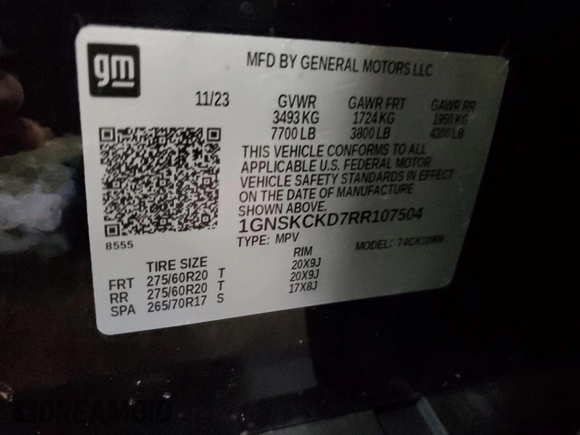 gm
MFD BY GENERAL MOTORS LLC
11/23 GVWR GAWR FRT GAWR RR
3493 KG 1724 KG 1950 KG
7700 LB 3800 LB 4300 LB
THIS VEHICLE CONFORMS TO ALL
APPLICABLE U.S. FEDERAL MOTOR
VEHICLE SAFETY STANDARDS IN EFFECT
ON THE DATE OF MANUFACTURE
SHOWN ABOVE.
1GNSKCKD7RR107504
8555
TYPE: MPV MODEL:
TIRE SIZE RIM
FRT 275/60R20 T 20X9J
RR 275/60R20 T 20X9J
SPA 265/70R17 S 17X8J
DREAMBID